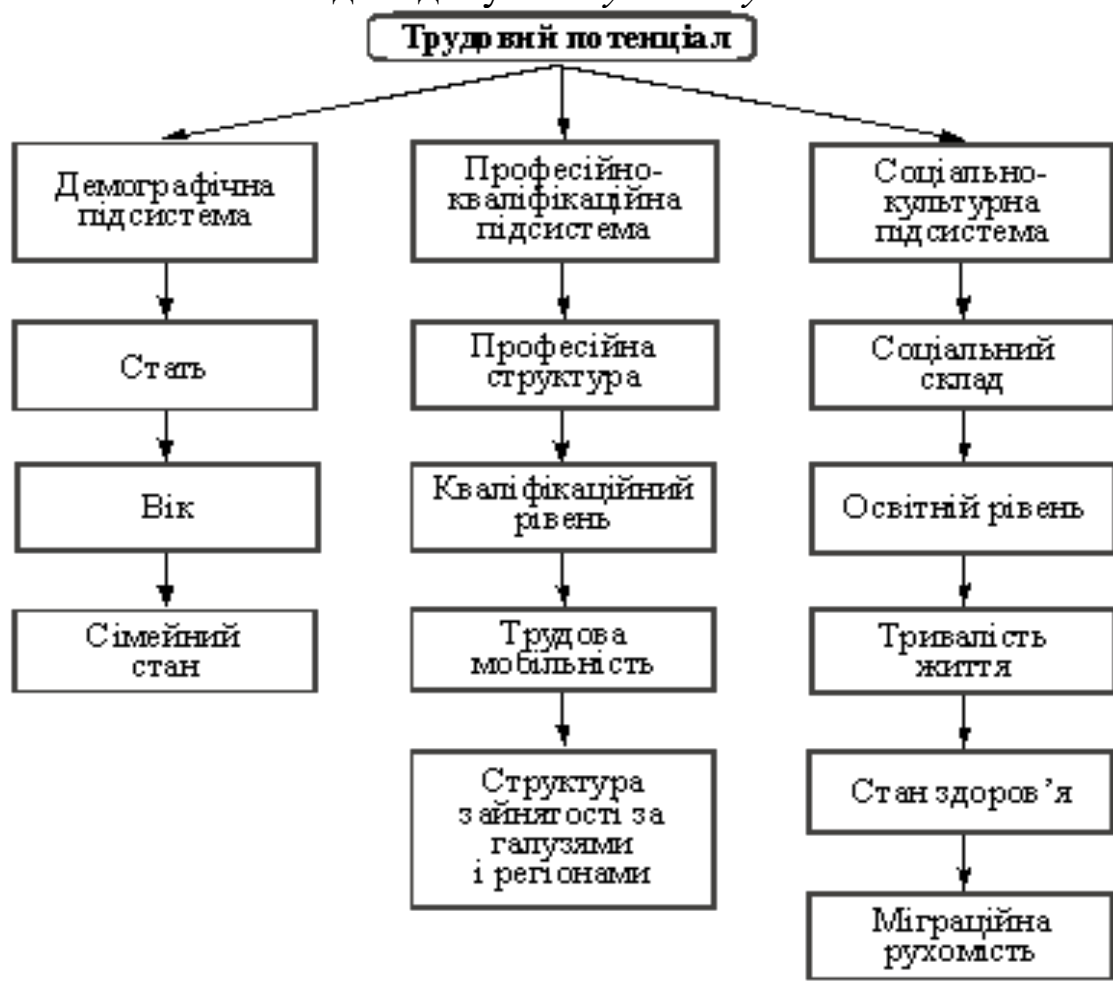 Трудовий потенціал
Демографічна
підсистема
Стать
Вік
Сімейний
стан
Професійно-
кваліфікаційна
підсистема
Професійна
структура
Кваліфікаційний
рівень
Трудова
мобільність
Структура
зайнятості за
галузями
і регіонами
Соціально-
культурна
підсистема
Соціальний
склад
Освітній рівень
Тривалість
життя
Стан здоров’я
Міграційна
рухомість